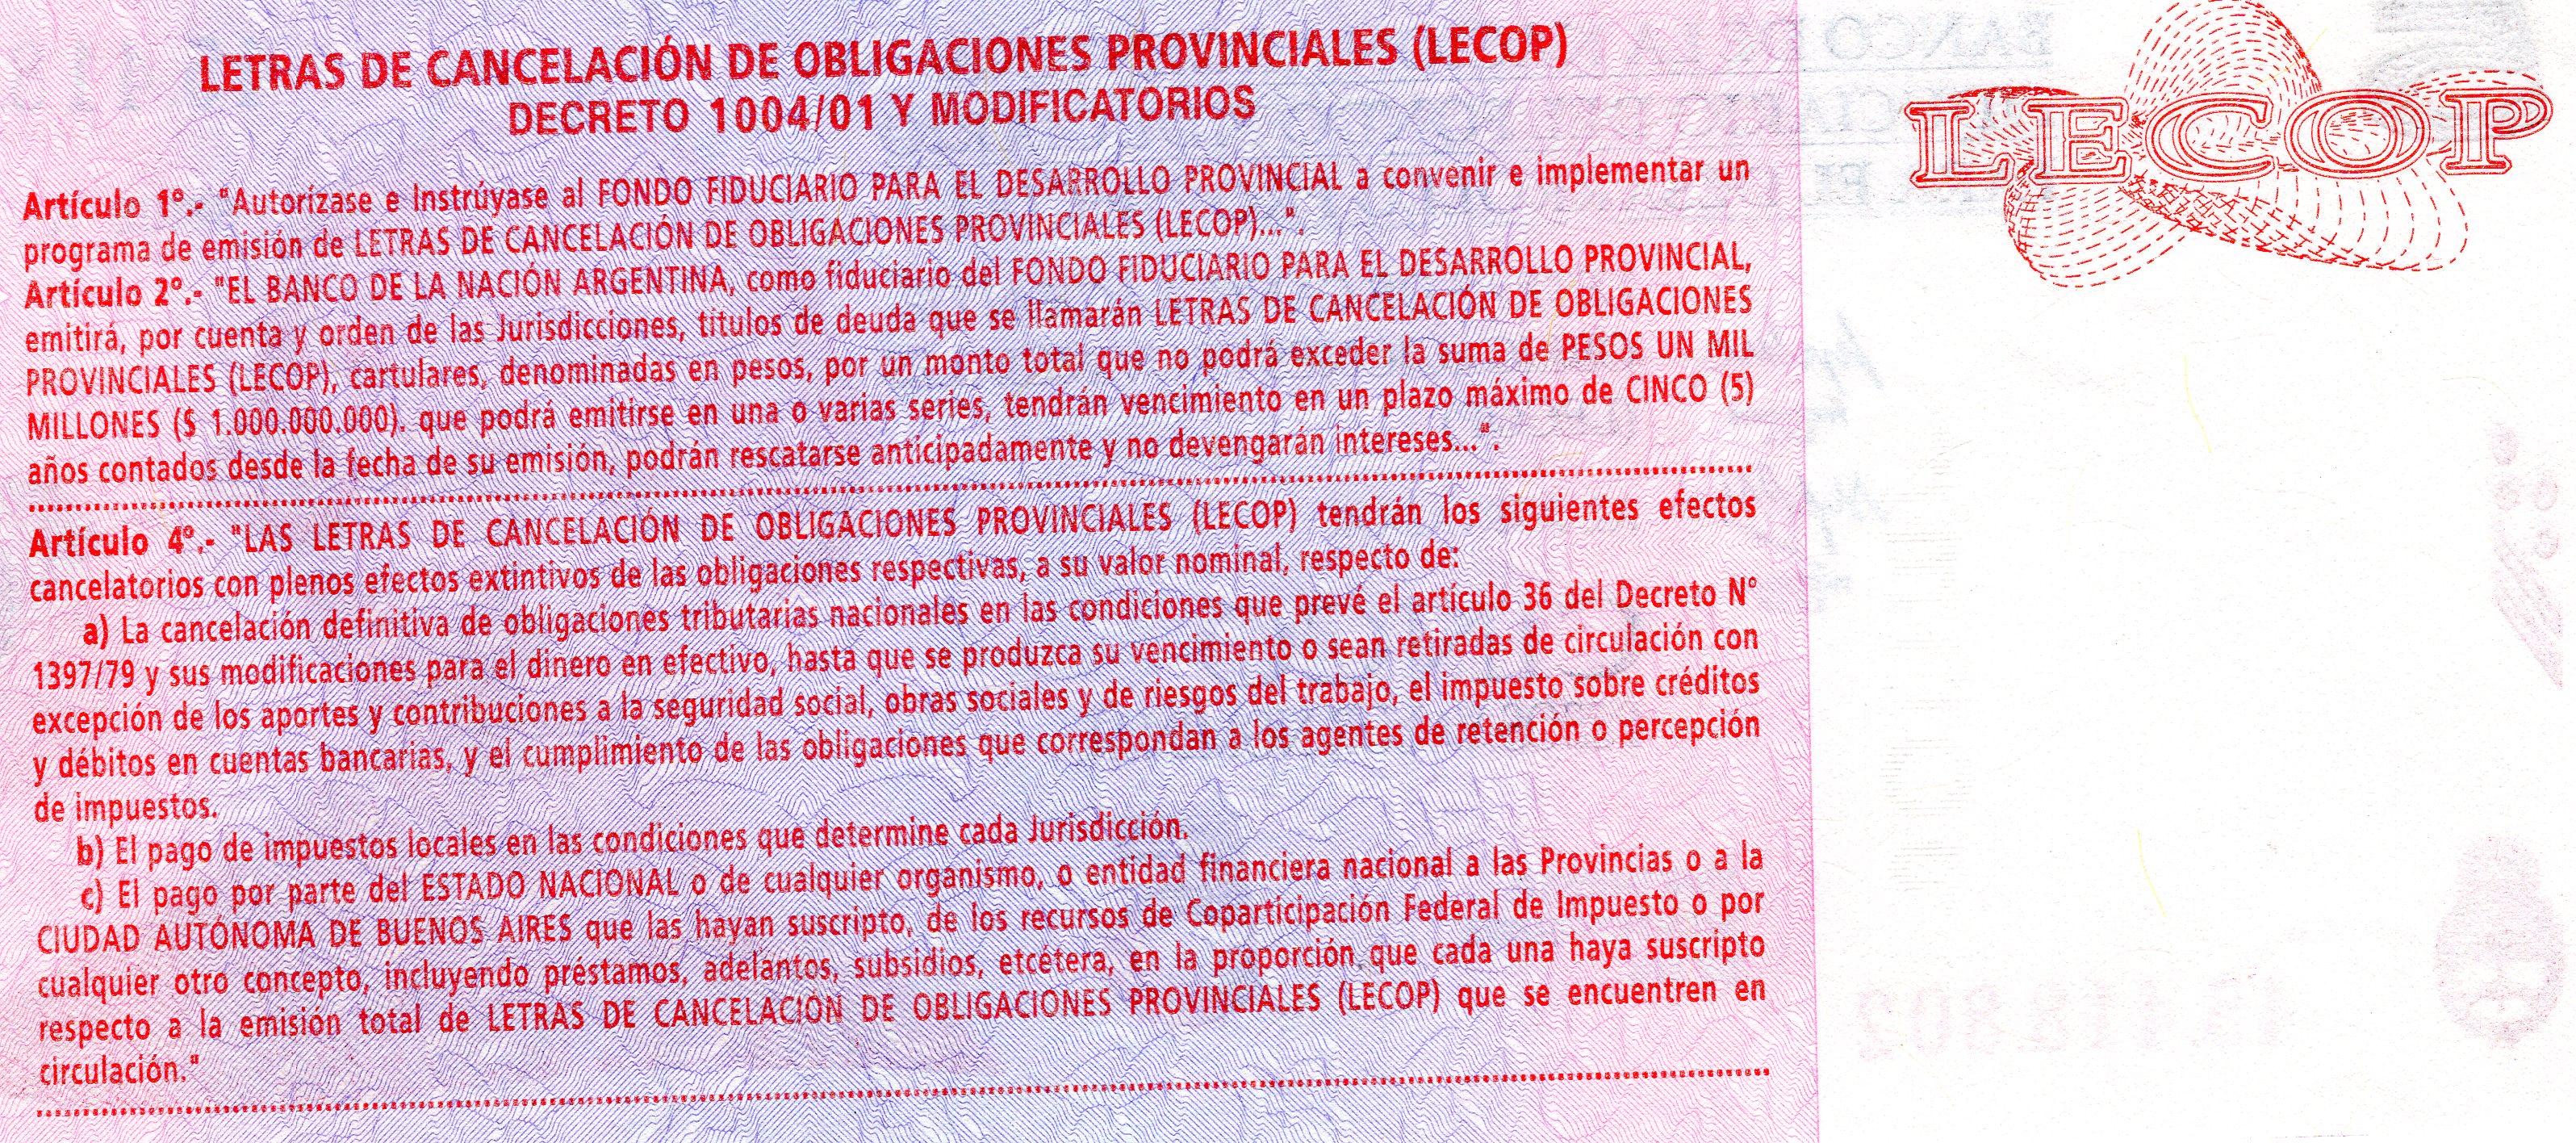 LETRAS DE CANCELACIÓN DE OBLIGACIONES PROVINCIALES (LECOP)
DECRETO 1004/01 Y MODIFICATORIOS
LECOP
Artículo 1º.- "Autorízase e Instrúyase al FONDO FIDUCIARIO PARA EL DESARROLLO PROVINCIAL a convenir e implementar un
programa de emisión de LETRAS DE CANCELACIÓN DE OBLIGACIONES PROVINCIALES (LECOP)...".
Artículo 2º.- "EL BANCO DE LA NACIÓN ARGENTINA, como fiduciario del FONDO FIDUCIARIO PARA EL DESARROLLO PROVINCIAL,
emitirá, por cuenta y orden de las Jurisdicciones, titulos de deuda que se llamarán LETRAS DE CANCELACIÓN DE OBLIGACIONES
PROVINCIALES (LECOP), cartulares, denominadas en pesos, por un monto total que no podrá exceder la suma de PESOS UN MIL
MILLONES ($ 1.000.000.000). que podrá emitirse en una o varias series, tendrán vencimiento en un plazo máximo de CINCO (5)
años contados desde la fecha de su emisión, podrán rescatarse anticipadamente y no devengarán intereses...".
Artículo 4º.- "LAS LETRAS DE CANCELACIÓN DE OBLIGACIONES PROVINCIALES (LECOP) tendrán los siguientes efectos
cancelatorios con plenos efectos extintivos de las obligaciones respectivas, a su valor nominal, respecto de:
a) La cancelación definitiva de obligaciones tributarias nacionales en las condiciones que prevé el artículo 36 del Decreto N°
1397/79 y sus modificaciones para el dinero en efectivo, hasta que se produzca su vencimiento o sean retiradas de circulación con
excepción de los aportes y contribuciones a la seguridad social, obras sociales y de riesgos del trabajo, el impuesto sobre créditos
y débitos en cuentas bancarias, y el cumplimiento de las obligaciones que correspondan a los agentes de retención o percepción
de impuestos.
b) El pago de impuestos locales en las condiciones que determine cada Jurisdicción.
c) El pago por parte del ESTADO NACIONAL o de cualquier organismo, o entidad financiera nacional a las Provincias o a la
CIUDAD AUTÓNOMA DE BUENOS AIRES que las hayan suscripto, de los recursos de Coparticipación Federal de Impuesto o por
cualquier otro concepto, incluyendo préstamos, adelantos, subsidios, etcétera, en la proporción que cada una haya suscripto
respecto a la emisión total de LETRAS DE CANCELACIÓN DE OBLIGACIONES PROVINCIALES (LECOP) que se encuentren en
circulación."